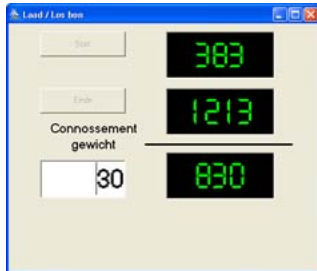 Laad / Los bon
Start
383
Einde
1213
Connossement
gewicht
30
830